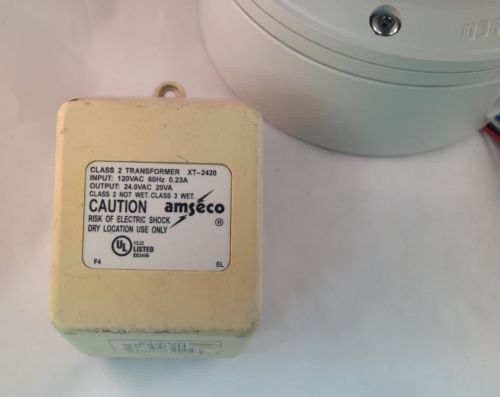 CLASS 2 TRANSFORMER XT-2420
INPUT: 120VAC 60Hz 0.23A
OUTPUT: 24.0VAC 20VA
CLASS 2 NOT WET, CLASS 3 WET.
CAUTION amseco
RISK OF ELECTRIC SHOCK ®
DRY LOCATION USE ONLY
UL
LISTED
F4 EL